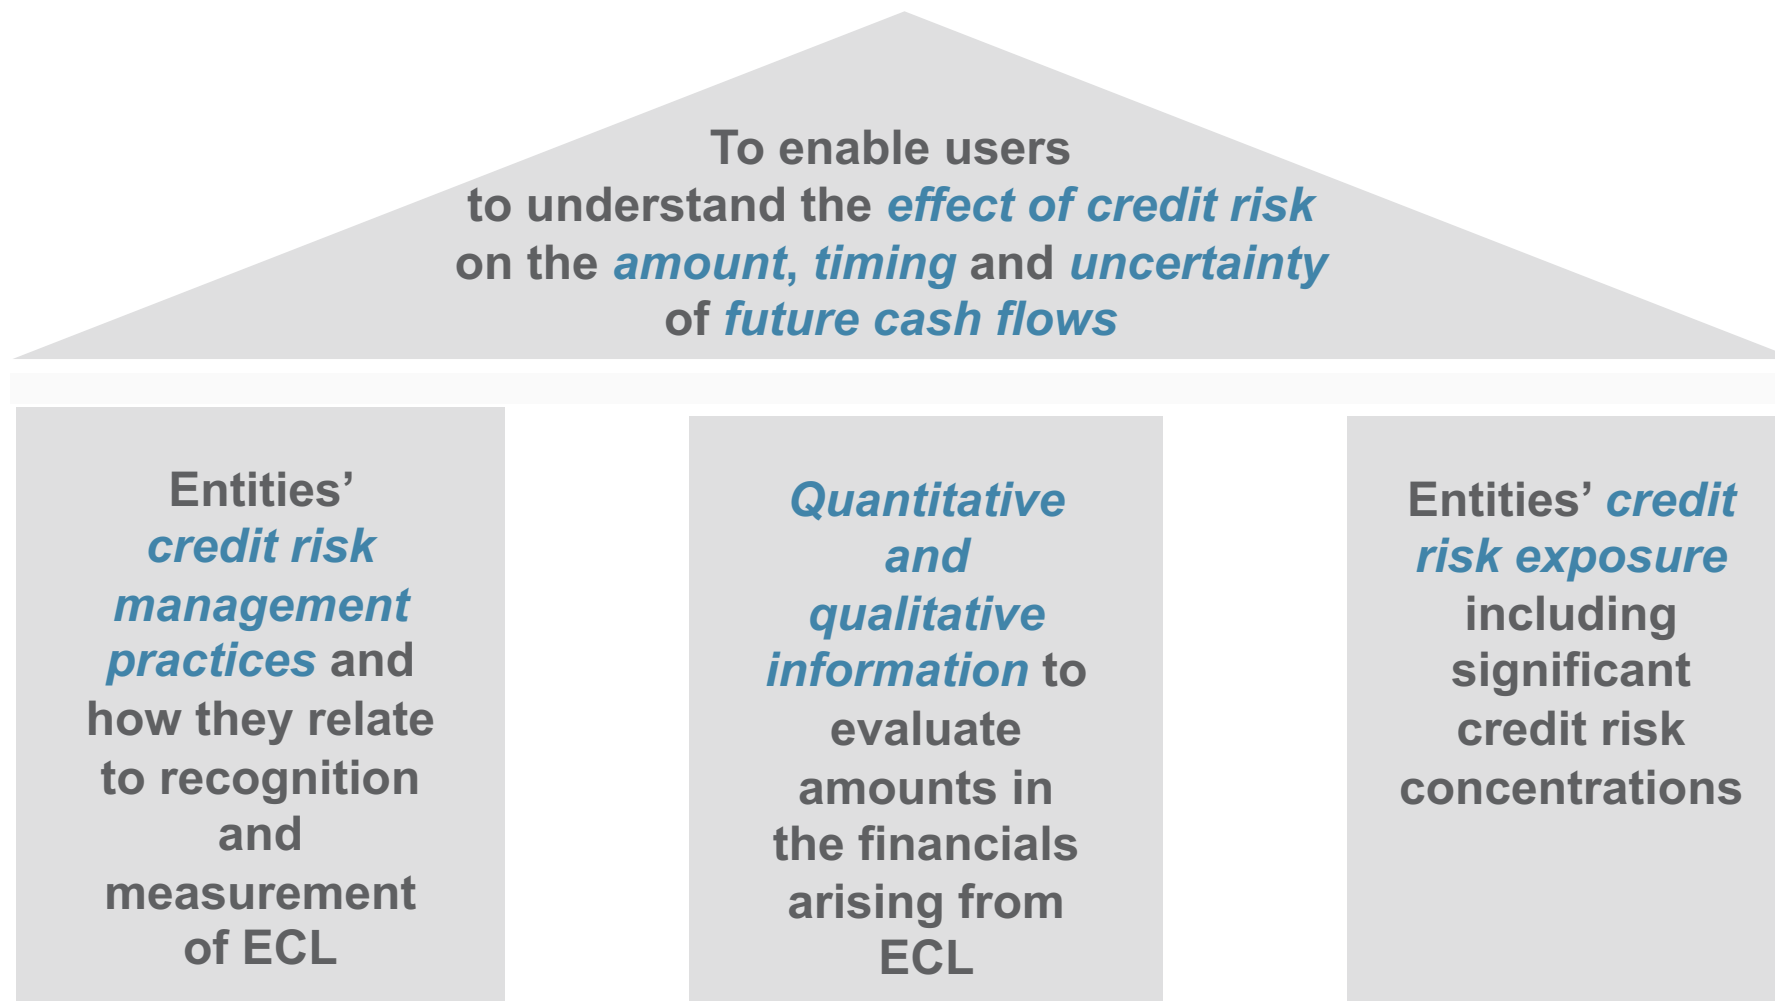 To enable users
to understand the effect of credit risk
on the amount, timing and uncertainty
of future cash flows
Entities’
credit risk
management
practices and
how they relate
to recognition
and
measurement
of ECL
Quantitative
and
qualitative
information to
evaluate
amounts in
the financials
arising from
ECL
Entities’ credit
risk exposure
including
significant
credit risk
concentrations